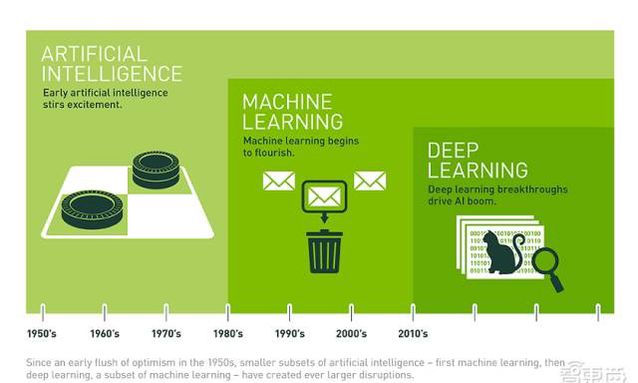 ARTIFICIAL
INTELLIGENCE
Early artificial intelligence
stirs excitement.
MACHINE
LEARNING
Machine learning begins
to flourish.
DEEP
LEARNING
Deep learning breakthroughs
drive AI boom.
1950's 1960's 1970's 1980's 1990's 2000's 2010's
Since an early flush of optimism in the 1950s, smaller subsets of artificial intelligence – first machine learning, then
deep learning, a subset of machine learning – have created ever larger disruptions.
智東西